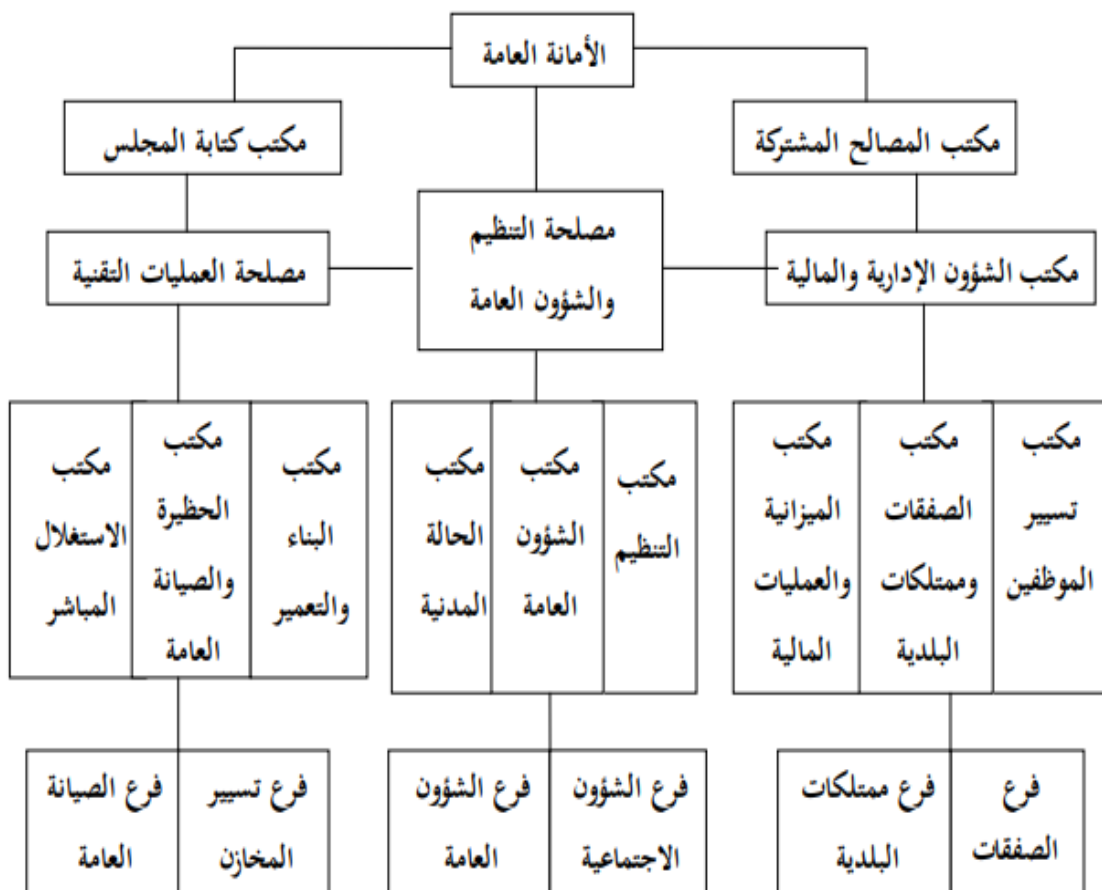 الأمانة العامة
مكتب المصالح المشتركة
مكتب كتابة المجلس
مصلحة التنظيم
والشؤون العامة
مكتب الشؤون الإدارية والمالية
مصلحة العمليات التقنية
مكتب
تسيير
الموظفين
مكتب
الصفقات
وممتلكات
البلدية
مكتب
الميزانية
والعمليات
المالية
مكتب
التنظيم
مكتب
الشؤون
العامة
مكتب
الحالة
المدنية
مكتب
البناء
والتعمير
مكتب
الحظيرة
والصيانة
العامة
مكتب
الاستغلال
المباشر
فرع
الصفقات
فرع ممتلكات
البلدية
فرع الشؤون
الاجتماعية
فرع الشؤون
العامة
فرع تسيير
المخازن
فرع الصيانة
العامة